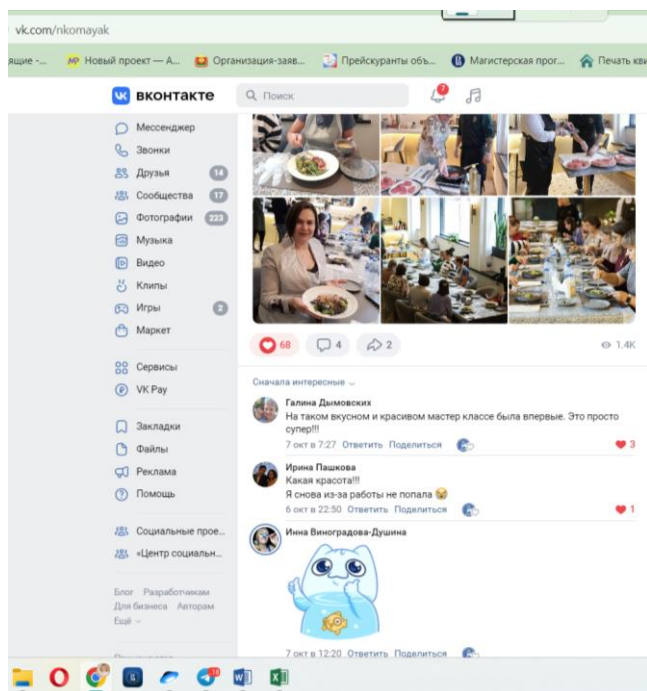 vk.com/nkomayak
ящие -...
МР Новый проект — А...
Организация-заяв...
Прейскуранты объ...
Магистерская прог...
Печать кви
вконтакте
Поиск
7
Мессенджер
Звонки
Друзья 14
Сообщества 17
Фотографии 223
Музыка
Видео
Клипы
Игры 2
Маркет
Сервисы
VK Pay
Закладки
Файлы
Реклама
Помощь
Социальные прое...
«Центр социальн...
Блог Разработчикам
Для бизнеса Авторам
Ещё
68 4 2 1.4K
Сначала интересные
Галина Дымовских
На таком вкусном и красивом мастер классе была впервые. Это просто
супер!!!
7 окт в 7:27 Ответить Поделиться 3
Ирина Пашкова
Какая красота!!!
Я снова из-за работы не попала 😭
6 окт в 22:50 Ответить Поделиться 1
Инна Виноградова-Душина
7 окт в 12:20 Ответить Поделиться